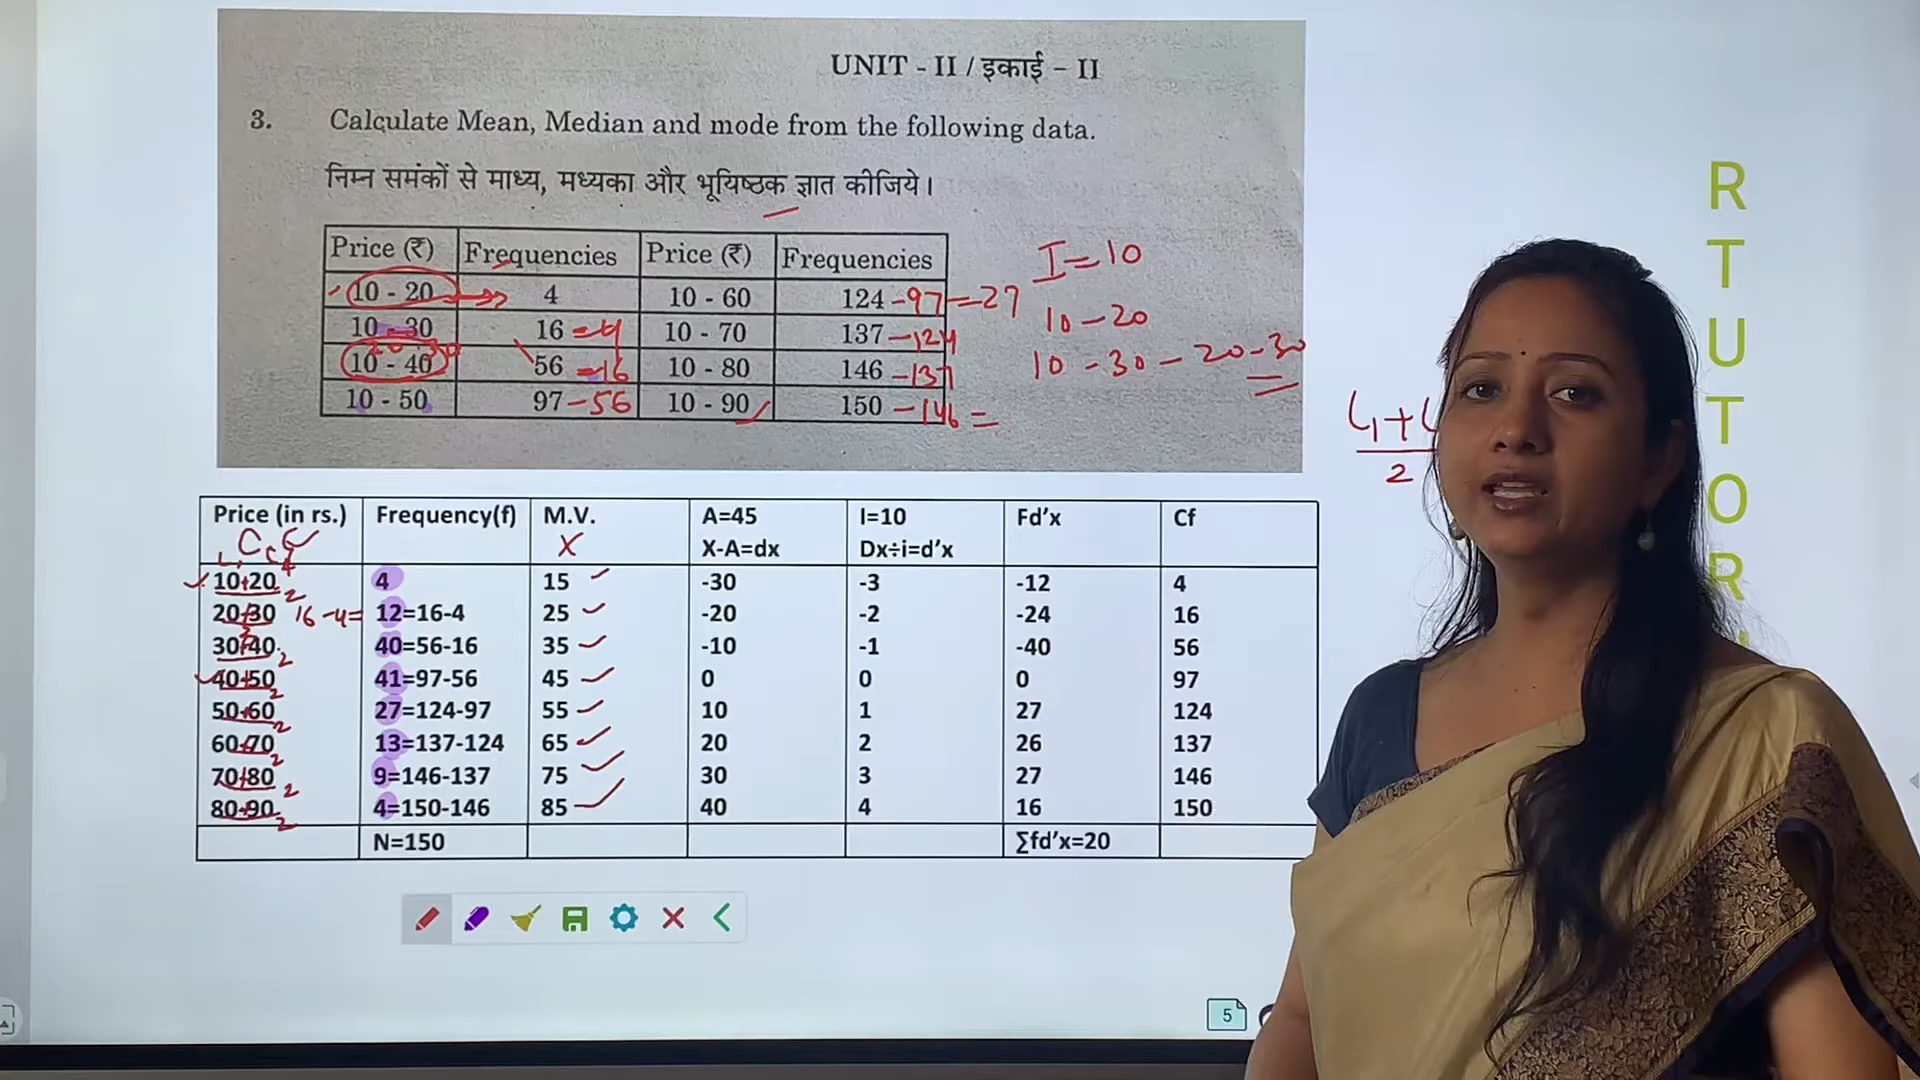 UNIT - II / इकाई - II
3. Calculate Mean, Median and mode from the following data.
निम्न समंकों से माध्य, मध्यका और भूयिष्ठक ज्ञात कीजिये।
Price (₹) Frequencies Price (₹) Frequencies
10 - 20 4 10 - 60 124 -97=27
10 - 30 16 =4 10 - 70 137 -124
10 - 40 56 -16 10 - 80 146 -137
10 - 50 97 -56 10 - 90 150 -146 =
I=10
10-20
10-30-20-30
L1+L
2
Price (in rs.) Frequency(f) M.V. A=45 I=10 Fd'x Cf
X X-A=dx Dx÷i=d'x
10-20 4 15 -30 -3 -12 4
20-30 16-4= 12=16-4 25 -20 -2 -24 16
30-40 40=56-16 35 -10 -1 -40 56
40-50 41=97-56 45 0 0 0 97
50-60 27=124-97 55 10 1 27 124
60-70 13=137-124 65 20 2 26 137
70-80 9=146-137 75 30 3 27 146
80-90 4=150-146 85 40 4 16 150
N=150 ∑fd'x=20
R
T
U
T
O
R
5